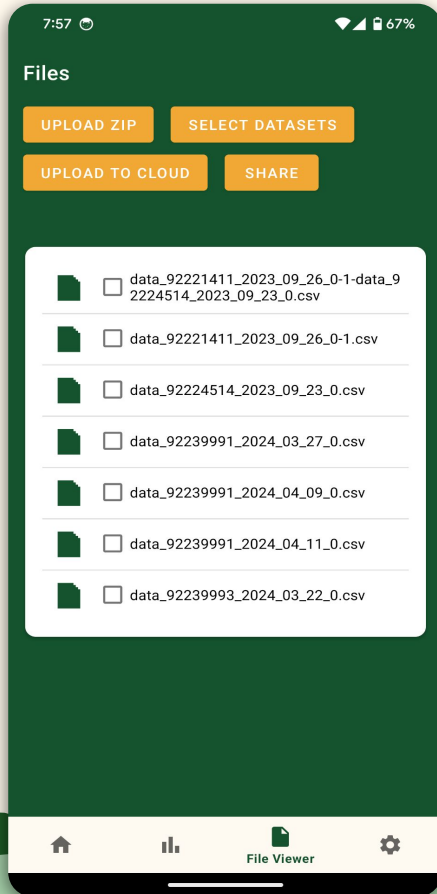 7:57 67%
Files
UPLOAD ZIP SELECT DATASETS
UPLOAD TO CLOUD SHARE
data_92221411_2023_09_26_0-1-data_9
2224514_2023_09_23_0.csv
data_92221411_2023_09_26_0-1.csv
data_92224514_2023_09_23_0.csv
data_92239991_2024_03_27_0.csv
data_92239991_2024_04_09_0.csv
data_92239991_2024_04_11_0.csv
data_92239993_2024_03_22_0.csv
File Viewer